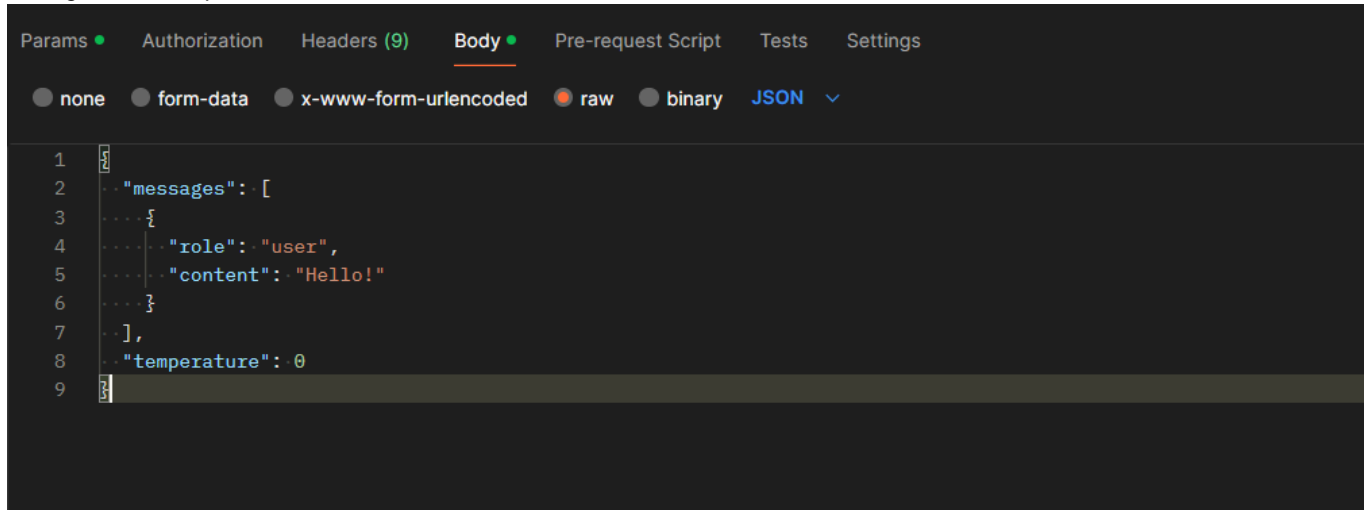 Params Authorization Headers (9) Body Pre-request Script Tests Settings
none form-data x-www-form-urlencoded raw binary JSON
1 {
2 "messages": [
3 {
4 "role": "user",
5 "content": "Hello!"
6 }
7 ],
8 "temperature": 0
9 }